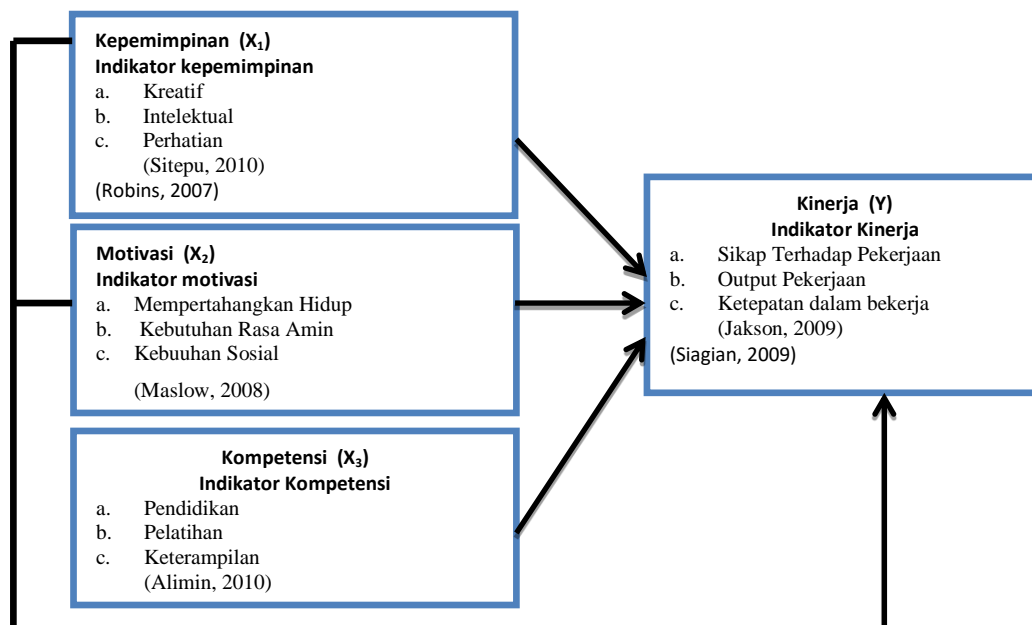 Kepemimpinan (X₁)
Indikator kepemimpinan
a. Kreatif
b. Intelektual
c. Perhatian
(Sitepu, 2010)
(Robins, 2007)
Motivasi (X₂)
Indikator motivasi
a. Mempertahangkan Hidup
b. Kebutuhan Rasa Amin
c. Kebuuhan Sosial
(Maslow, 2008)
Kompetensi (X₃)
Indikator Kompetensi
a. Pendidikan
b. Pelatihan
c. Keterampilan
(Alimin, 2010)
Kinerja (Y)
Indikator Kinerja
a. Sikap Terhadap Pekerjaan
b. Output Pekerjaan
c. Ketepatan dalam bekerja
(Jakson, 2009)
(Siagian, 2009)